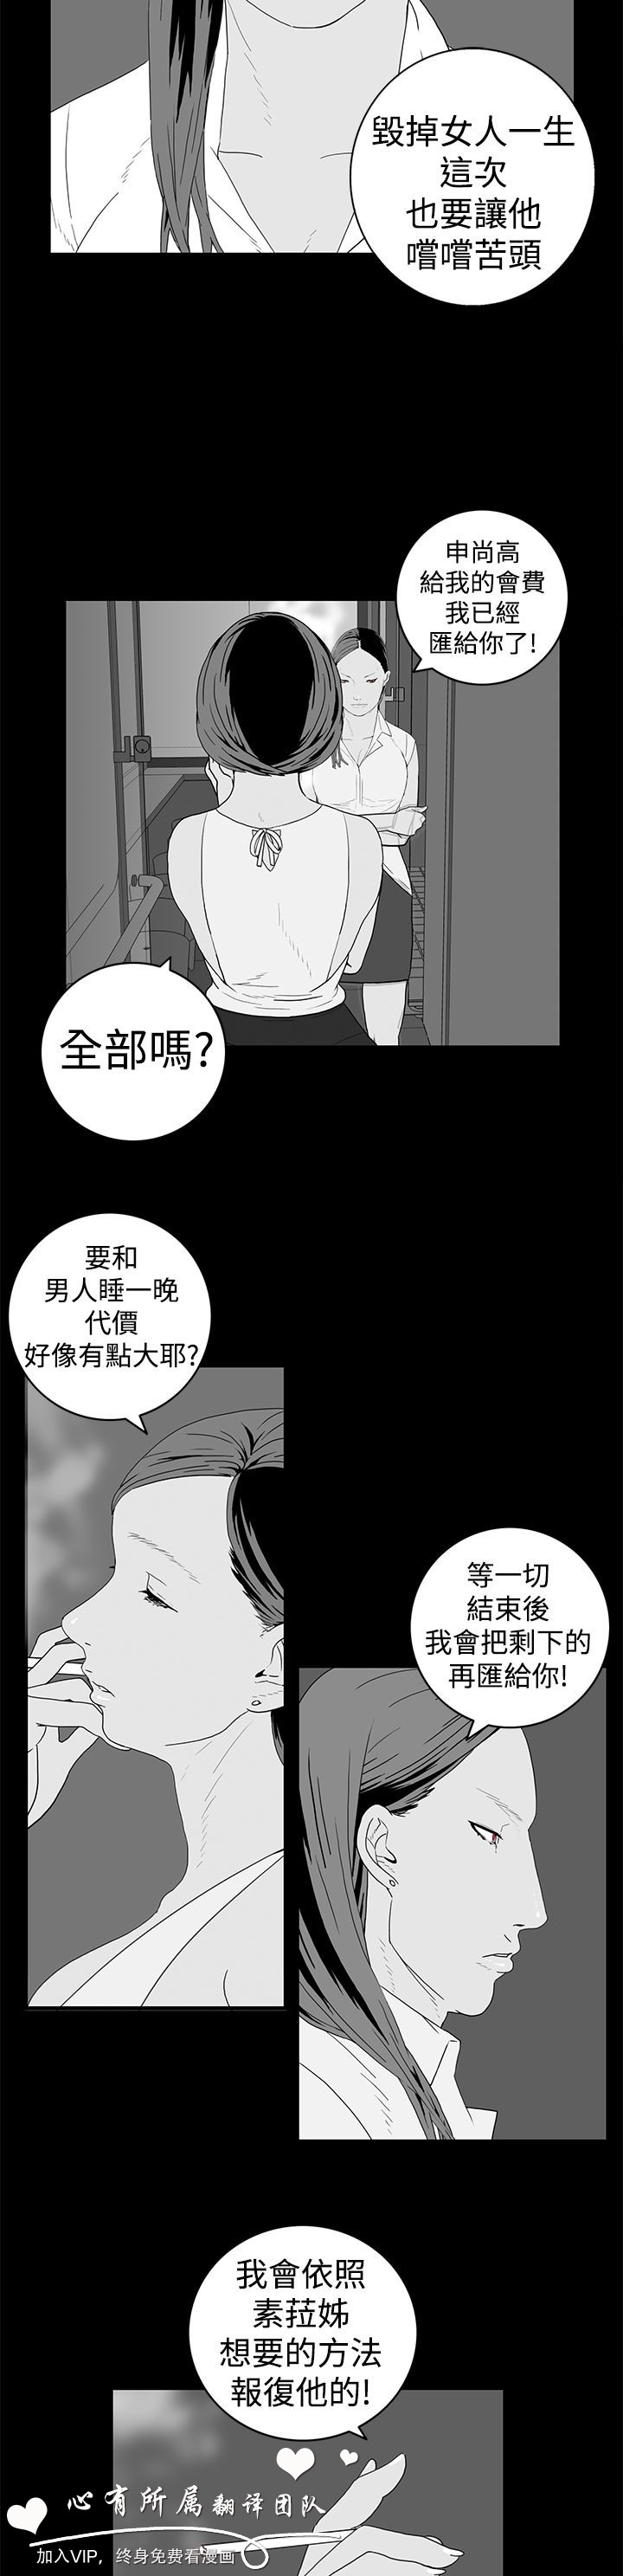 毀掉女人一生
這次
也要讓他
嚐嚐苦頭
申尚高
給我的會費
我已經
匯給你了!
全部嗎?
要和
男人睡一晚
代價
好像有點大耶?
等一切
結束後
我會把剩下的
再匯給你!
我會依照
素菈姊
想要的方法
報復他的!
心有所属翻译团队
加入VIP，终身免费看漫画